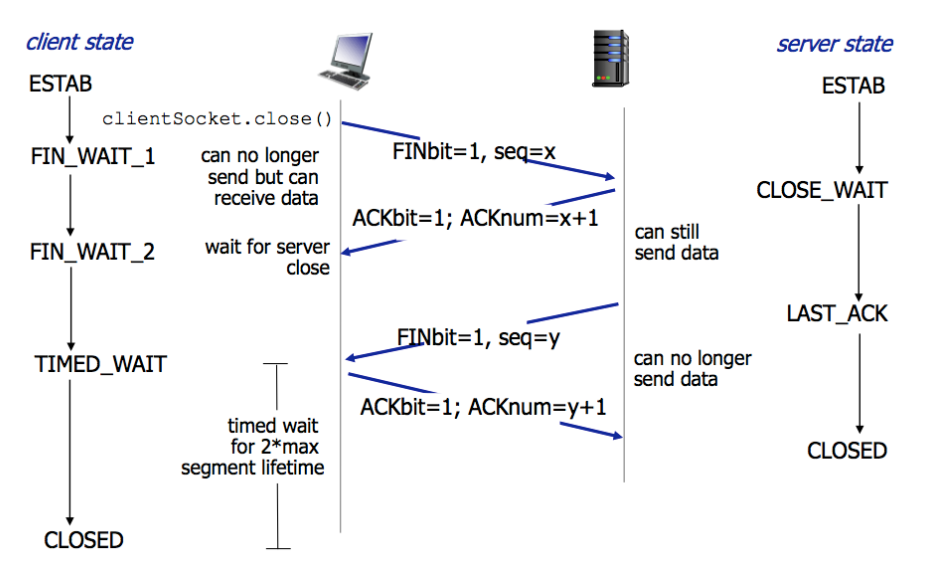 client state
server state
ESTAB
ESTAB
clientSocket.close()
FINbit=1, seq=x
FIN_WAIT_1
can no longer
send but can
receive data
CLOSE_WAIT
ACKbit=1; ACKnum=x+1
can still
send data
FIN_WAIT_2
wait for server
close
LAST_ACK
FINbit=1, seq=y
can no longer
send data
TIMED_WAIT
ACKbit=1; ACKnum=y+1
timed wait
for 2*max
segment lifetime
CLOSED
CLOSED